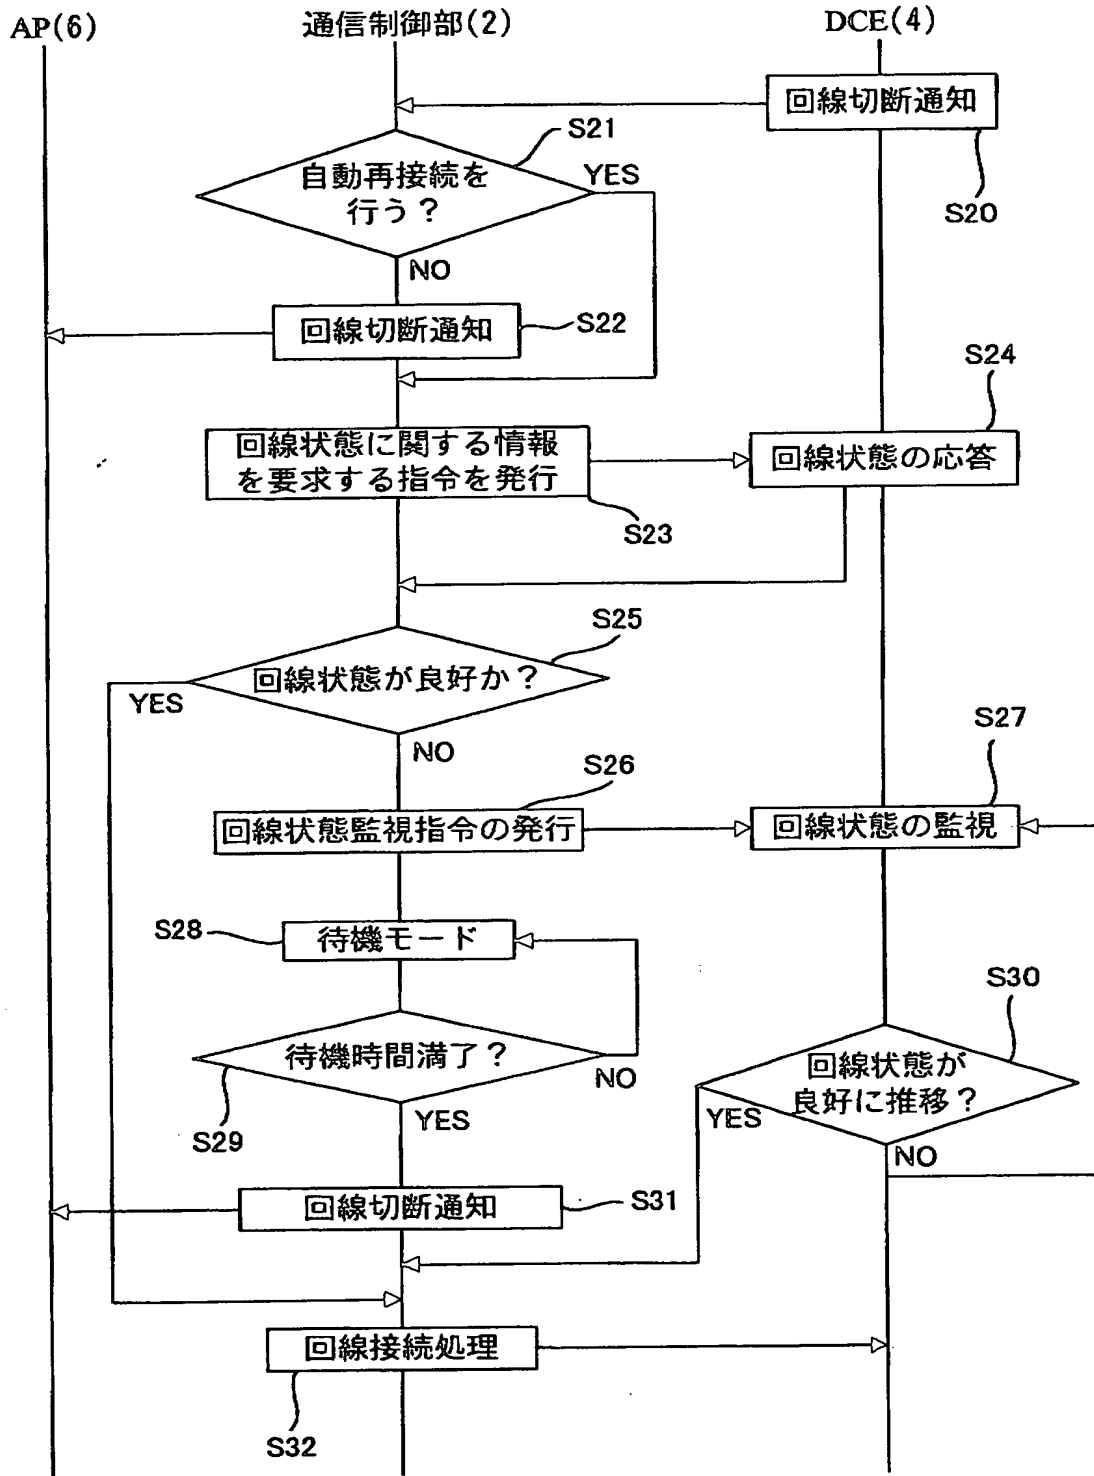 AP(6)
通信制御部(2)
DCE(4)
回線切断通知
S20
S21
自動再接続を
行う?
YES
NO
回線切断通知
S22
S24
回線状態に関する情報
を要求する指令を発行
回線状態の応答
S23
S25
回線状態が良好か?
YES
NO
S26
S27
回線状態監視指令の発行
回線状態の監視
S28
待機モード
S30
待機時間満了?
NO
回線状態が
良好に推移?
YES
S29
YES
NO
回線切断通知
S31
回線接続処理
S32